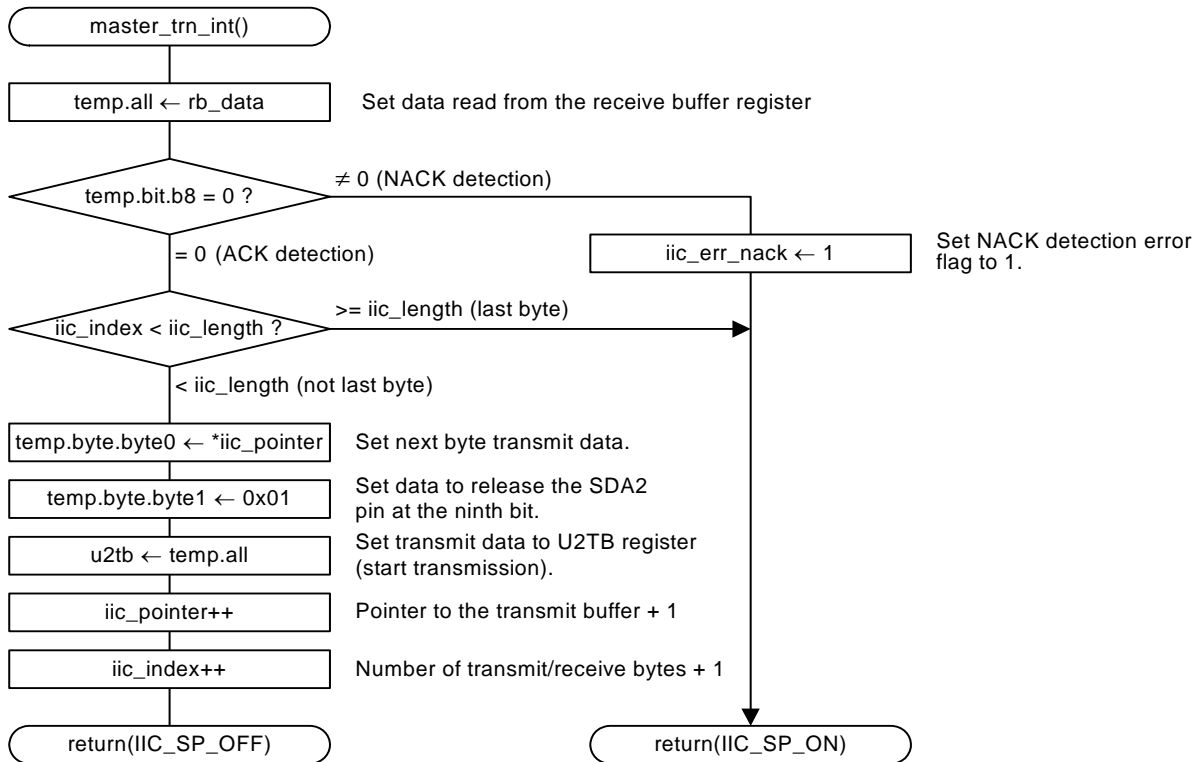 master_trn_int()
temp.all ← rb_data
Set data read from the receive buffer register
temp.bit.b8 = 0 ?
≠ 0 (NACK detection)
= 0 (ACK detection)
iic_err_nack ← 1
Set NACK detection error
flag to 1.
iic_index < iic_length ?
>= iic_length (last byte)
< iic_length (not last byte)
temp.byte.byte0 ← *iic_pointer
Set next byte transmit data.
temp.byte.byte1 ← 0x01
Set data to release the SDA2
pin at the ninth bit.
u2tb ← temp.all
Set transmit data to U2TB register
(start transmission).
iic_pointer++
Pointer to the transmit buffer + 1
iic_index++
Number of transmit/receive bytes + 1
return(IIC_SP_OFF)
return(IIC_SP_ON)